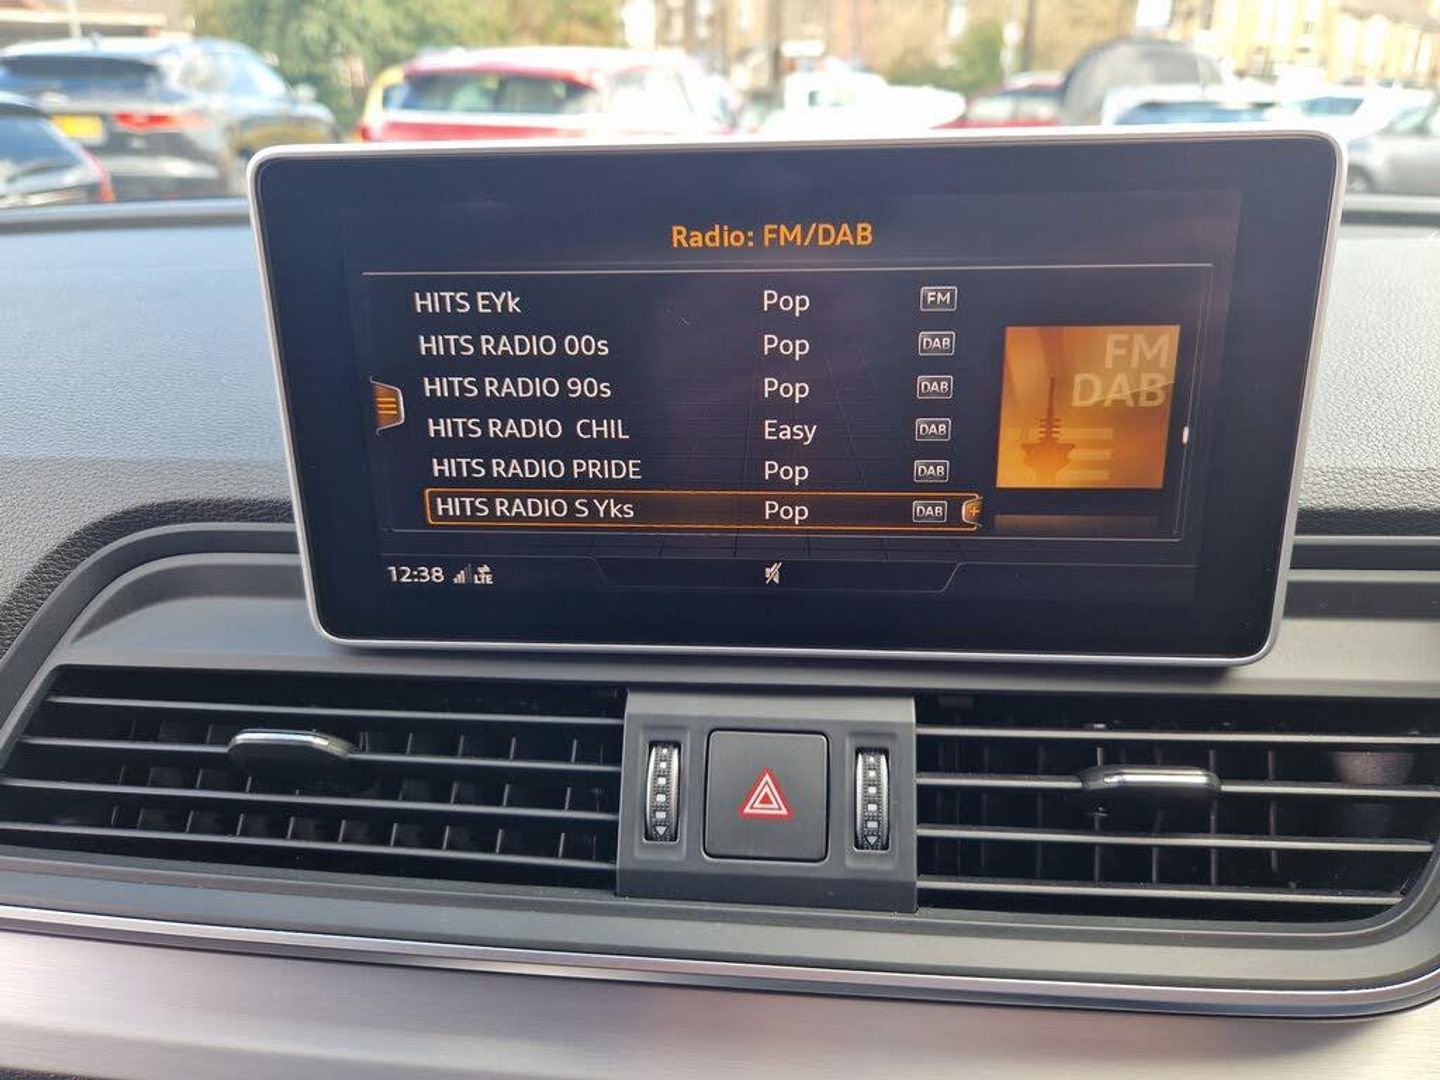 Radio: FM/DAB
HITS EYk Pop FM
HITS RADIO 00s Pop DAB
HITS RADIO 90s Pop DAB
HITS RADIO  CHIL Easy DAB
HITS RADIO PRIDE Pop DAB
HITS RADIO S Yks Pop DAB
FM
DAB
12:38 LTE